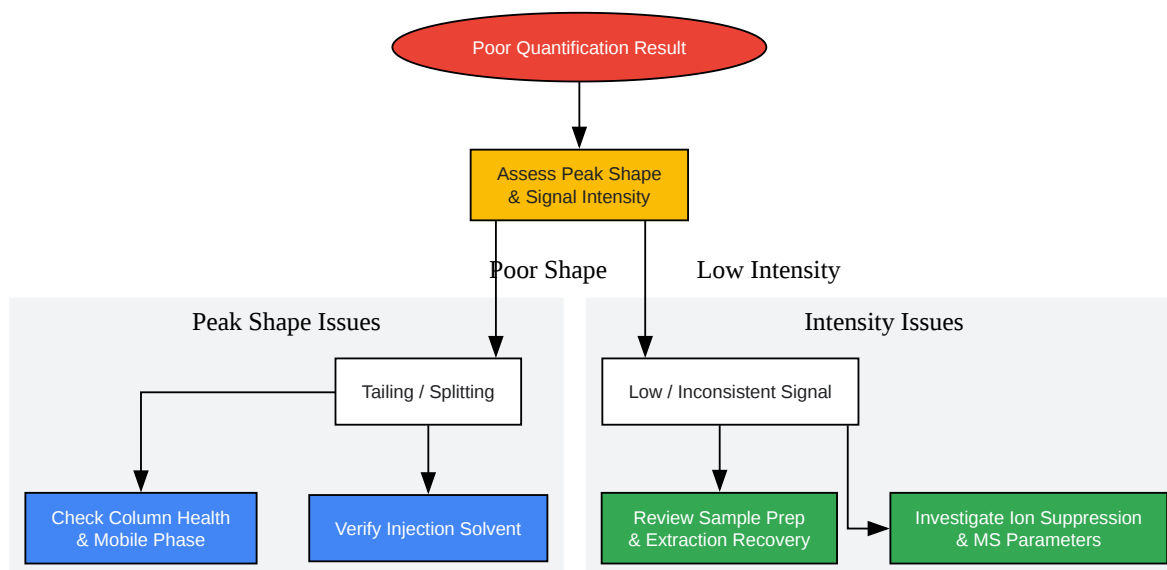 Poor Quantification Result
Assess Peak Shape
& Signal Intensity
Poor Shape
Low Intensity
Peak Shape Issues
Intensity Issues
Tailing / Splitting
Low / Inconsistent Signal
Check Column Health
& Mobile Phase
Verify Injection Solvent
Review Sample Prep
& Extraction Recovery
Investigate Ion Suppression
& MS Parameters